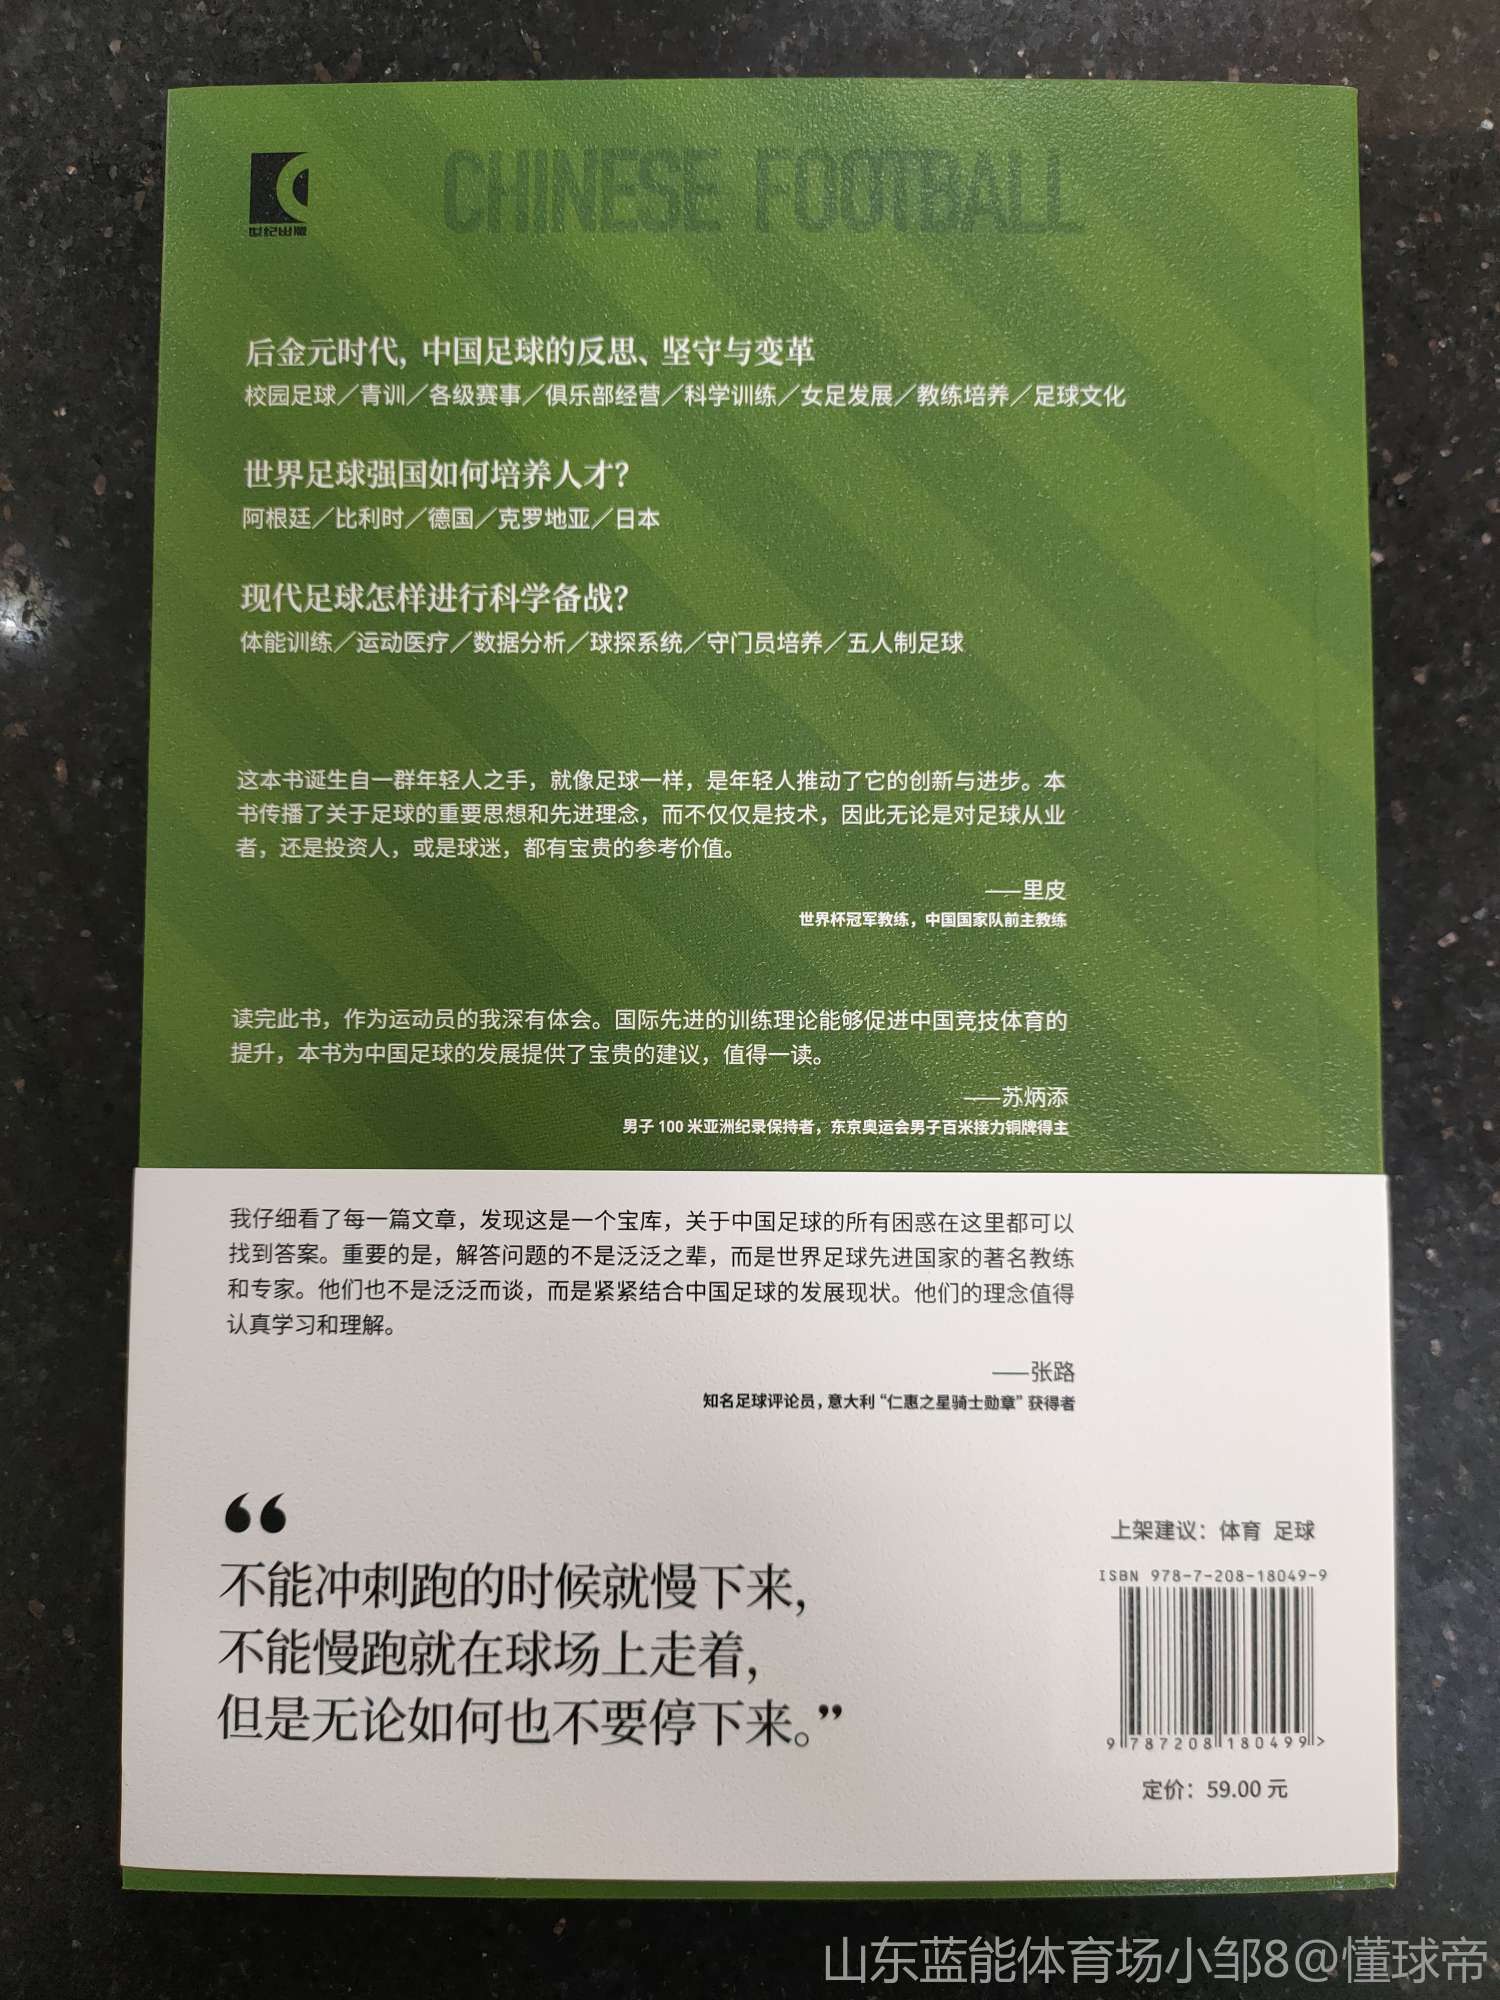 世纪出版
CHINESE FOOTBALL
后金元时代，中国足球的反思、坚守与变革
校园足球／青训／各级赛事／俱乐部经营／科学训练／女足发展／教练培养／足球文化
世界足球强国如何培养人才？
阿根廷／比利时／德国／克罗地亚／日本
现代足球怎样进行科学备战？
体能训练／运动医疗／数据分析／球探系统／守门员培养／五人制足球
这本书诞生自一群年轻人之手，就像足球一样，是年轻人推动了它的创新与进步。本
书传播了关于足球的重要思想和先进理念，而不仅仅是技术，因此无论是对足球从业
者，还是投资人，或是球迷，都有宝贵的参考价值。
——里皮
世界杯冠军教练，中国国家队前主教练
读完此书，作为运动员的我深有体会。国际先进的训练理论能够促进中国竞技体育的
提升，本书为中国足球的发展提供了宝贵的建议，值得一读。
——苏炳添
男子 100 米亚洲纪录保持者，东京奥运会男子百米接力铜牌得主
我仔细看了每一篇文章，发现这是一个宝库，关于中国足球的所有困惑在这里都可以
找到答案。重要的是，解答问题的不是泛泛之辈，而是世界足球先进国家的著名教练
和专家。他们也不是泛泛而谈，而是紧紧结合中国足球的发展现状。他们的理念值得
认真学习和理解。
——张路
知名足球评论员，意大利“仁惠之星骑士勋章”获得者
“
不能冲刺跑的时候就慢下来，
不能慢跑就在球场上走着，
但是无论如何也不要停下来。”
上架建议：体育 足球
ISBN 978-7-208-18049-9
9 787208 180499>
定价：59.00 元
山东蓝能体育场小邹8@懂球帝